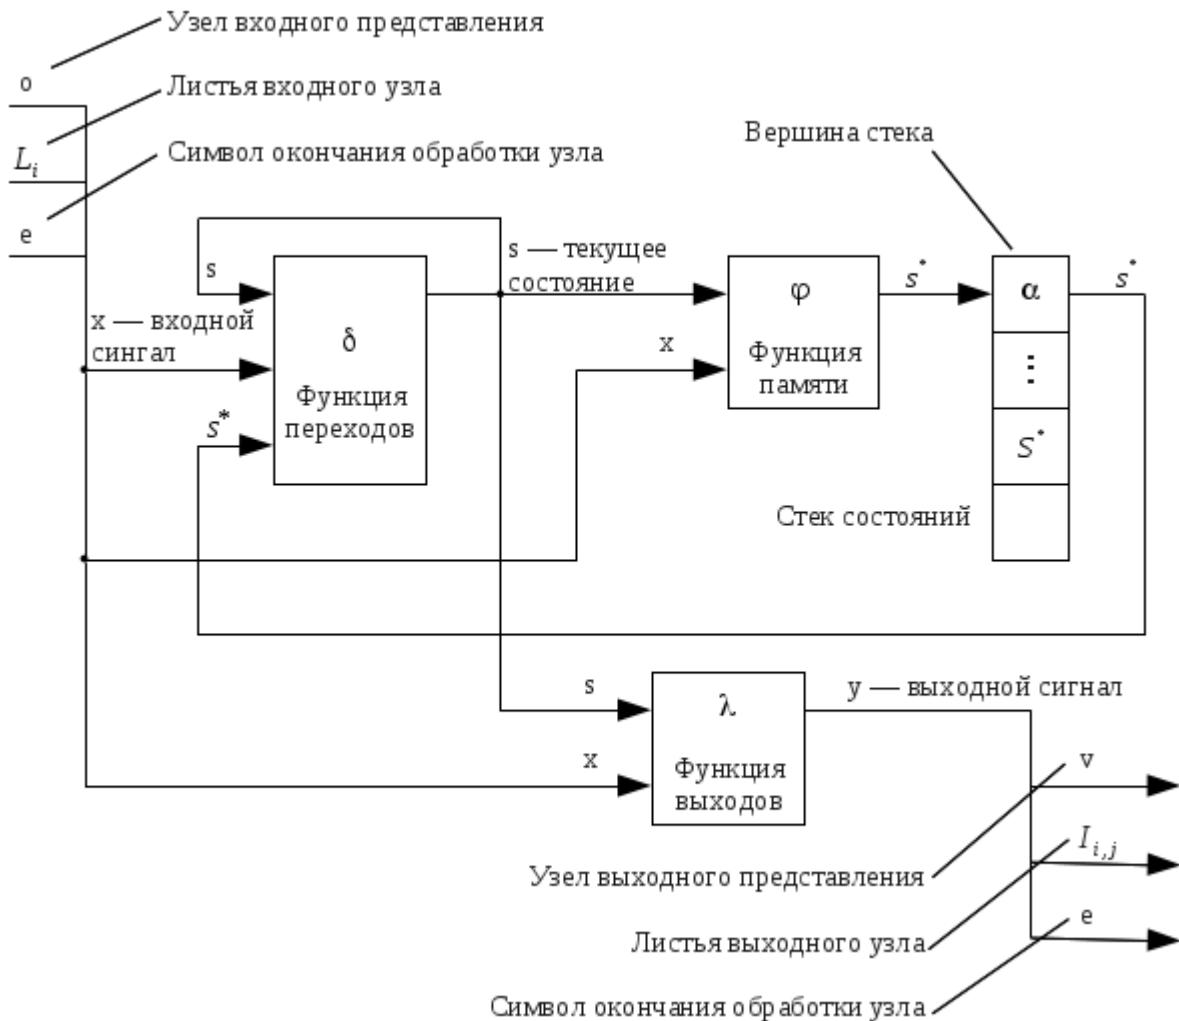 Узел входного представления
o
Листья входного узла
L_i
Символ окончания обработки узла
e
Вершина стека
s
s — текущее
состояние
x — входной
сингал
s*
δ
Функция
переходов
x
φ
Функция
памяти
s*
α
⋮
S*
s*
Стек состояний
s
x
λ
Функция
выходов
y — выходной сигнал
v
Узел выходного представления
I_{i,j}
Листья выходного узла
e
Символ окончания обработки узла